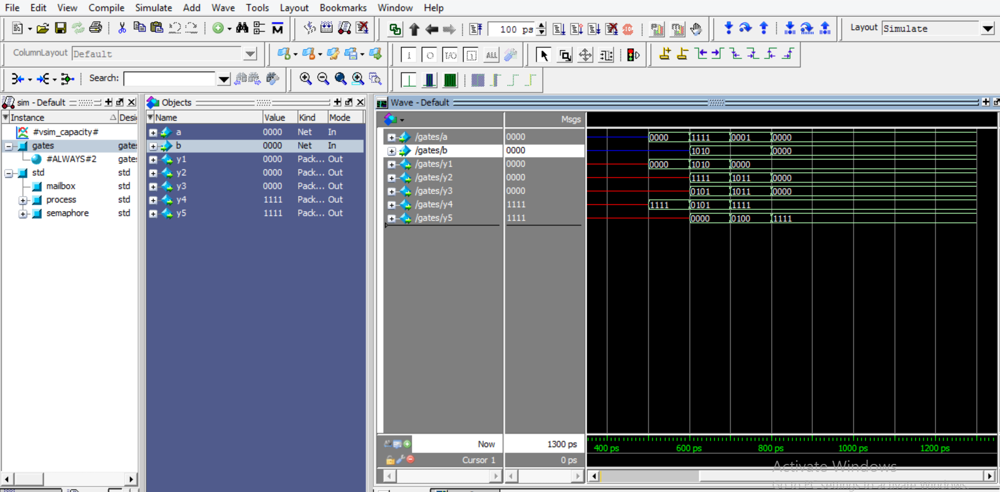 File Edit View Compile Simulate Add Wave Tools Layout Bookmarks Window Help
100 ps
Layout Simulate
ColumnLayout Default
ALL
Search:
sim - Default
Instance Desi
#vsim_capacity#
gates gates
#ALWAYS#2 gates
std std
mailbox std
process std
semaphore std
Objects
Name Value Kind Mode
a 0000 Net In
b 0000 Net In
y1 0000 Pack... Out
y2 0000 Pack... Out
y3 0000 Pack... Out
y4 1111 Pack... Out
y5 1111 Pack... Out
Wave - Default
Msgs
/gates/a 0000 0000 1111 0001 0000
/gates/b 0000 1010 0000
/gates/y1 0000 0000 1010 0000
/gates/y2 0000 1111 1011 0000
/gates/y3 0000 0101 1011 0000
/gates/y4 1111 1111 0101 1111
/gates/y5 1111 0000 0100 1111
Now 1300 ps
400 ps 600 ps 800 ps 1000 ps 1200 ps
Cursor 1 0 ps
Activate Windows
Go to PC settings to activate Windows.